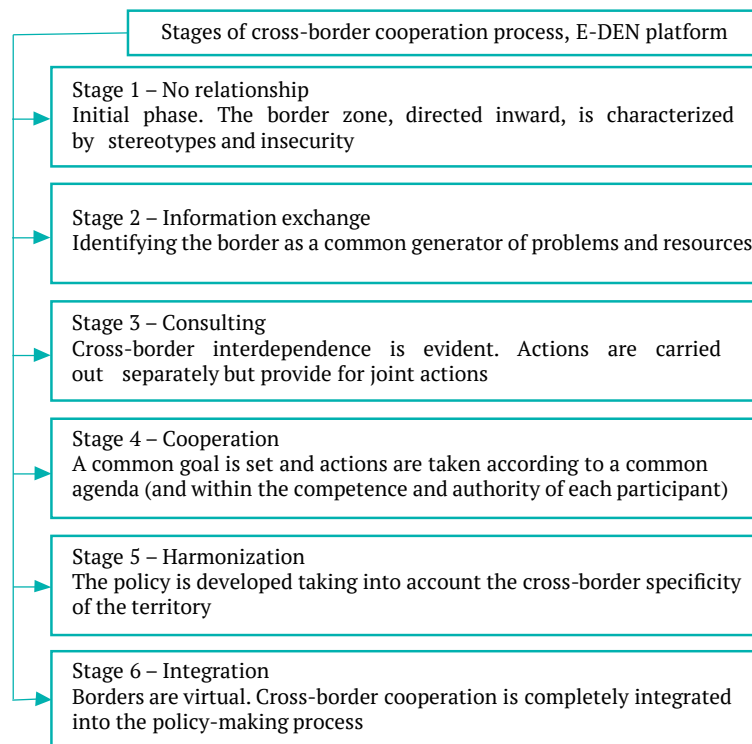 Stages of cross-border cooperation process, E-DEN platform
Stage 1 – No relationship
Initial phase. The border zone, directed inward, is characterized
by stereotypes and insecurity
Stage 2 – Information exchange
Identifying the border as a common generator of problems and resources
Stage 3 – Consulting
Cross-border interdependence is evident. Actions are carried
out separately but provide for joint actions
Stage 4 – Cooperation
A common goal is set and actions are taken according to a common
agenda (and within the competence and authority of each participant)
Stage 5 – Harmonization
The policy is developed taking into account the cross-border specificity
of the territory
Stage 6 – Integration
Borders are virtual. Cross-border cooperation is completely integrated
into the policy-making process